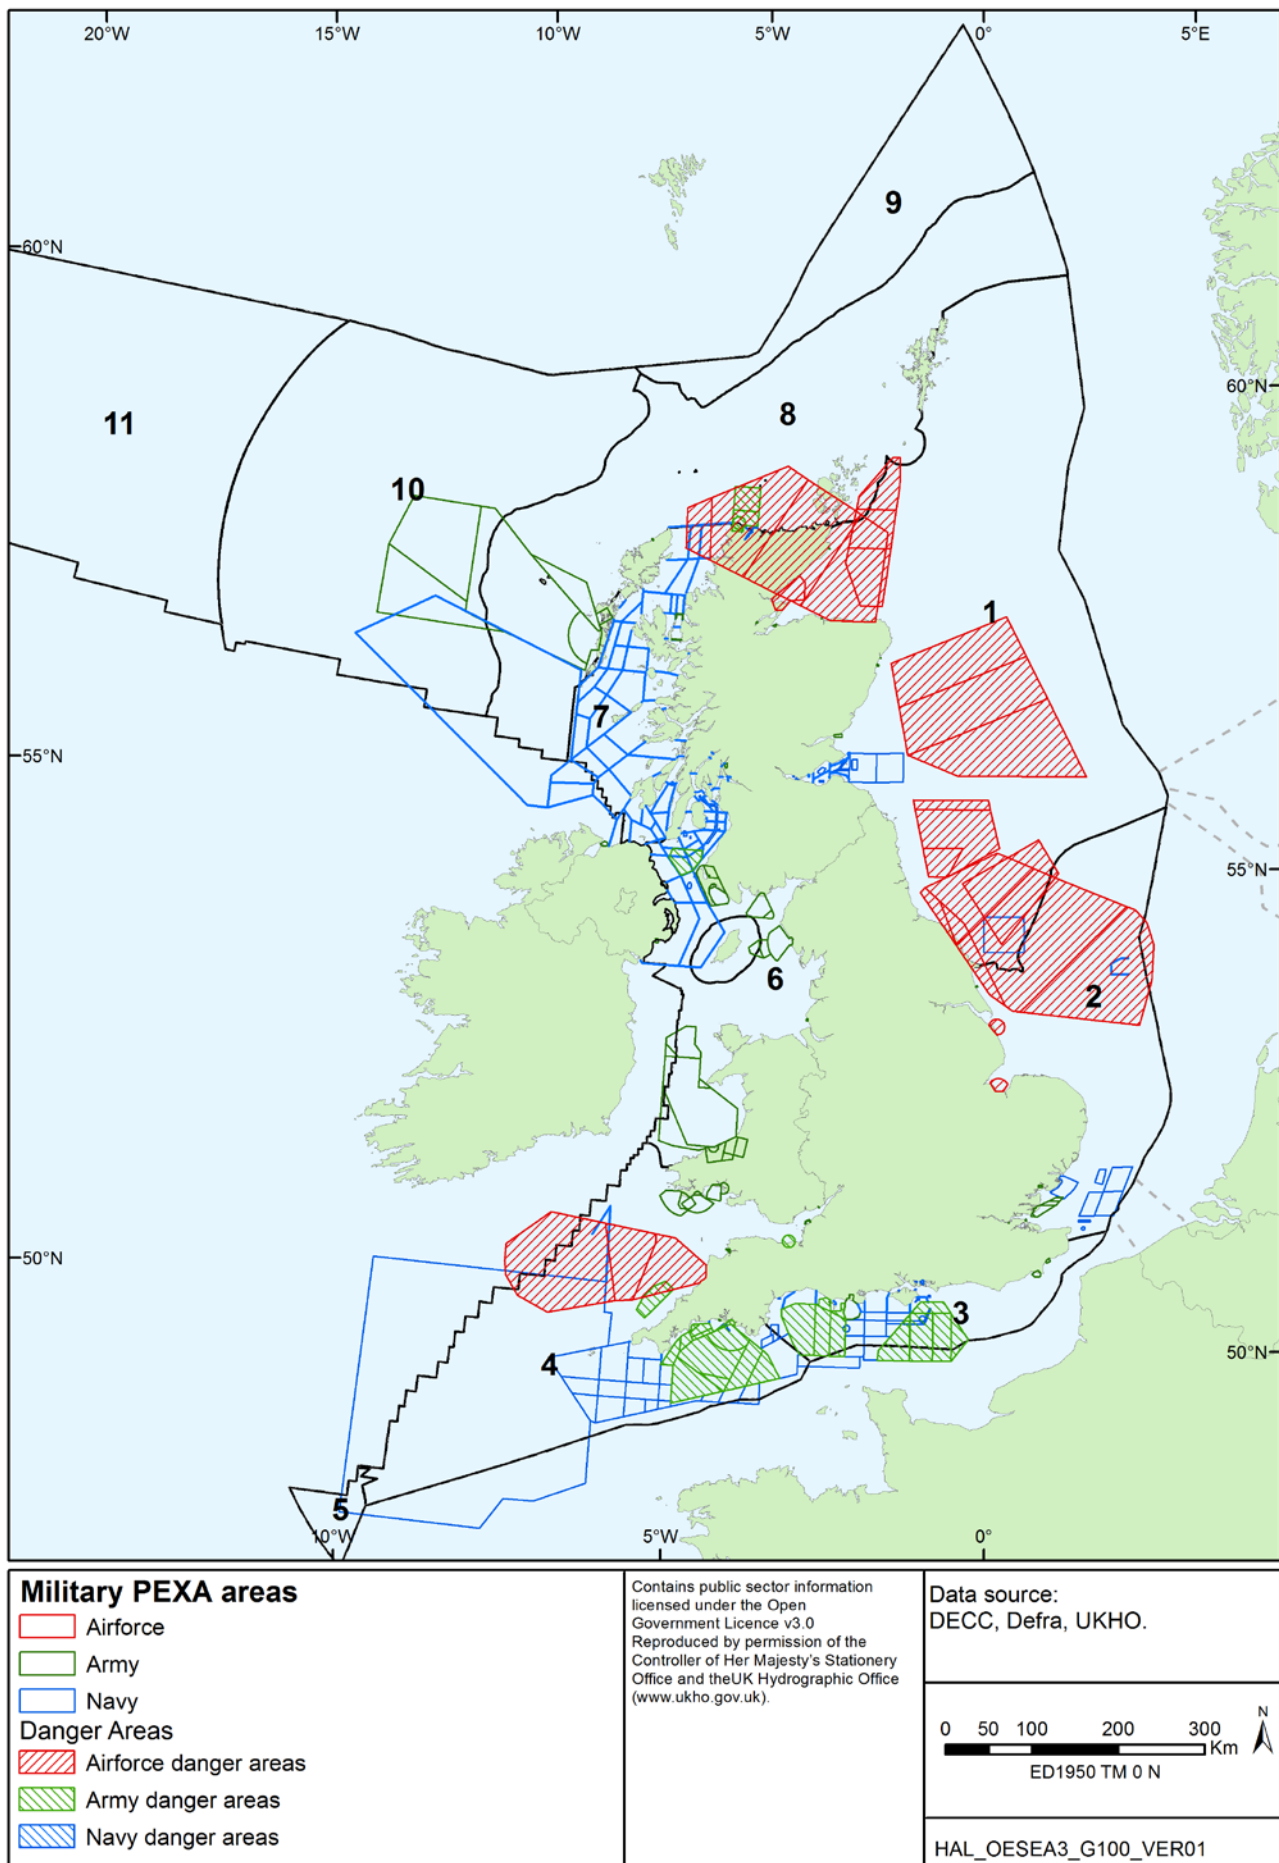 20°W 15°W 10°W 5°W 0° 5°E
9
60°N
60°N
8
11
10
1
7
55°N
55°N
6
2
50°N
3
50°N
4
5
10°W 5°W 0°
Military PEXA areas
Airforce
Army
Navy
Danger Areas
Airforce danger areas
Army danger areas
Navy danger areas
Contains public sector information
licensed under the Open
Government Licence v3.0
Reproduced by permission of the
Controller of Her Majesty's Stationery
Office and theUK Hydrographic Office
(www.ukho.gov.uk).
Data source:
DECC, Defra, UKHO.
N
0 50 100 200 300
Km
ED1950 TM 0 N
HAL_OESEA3_G100_VER01